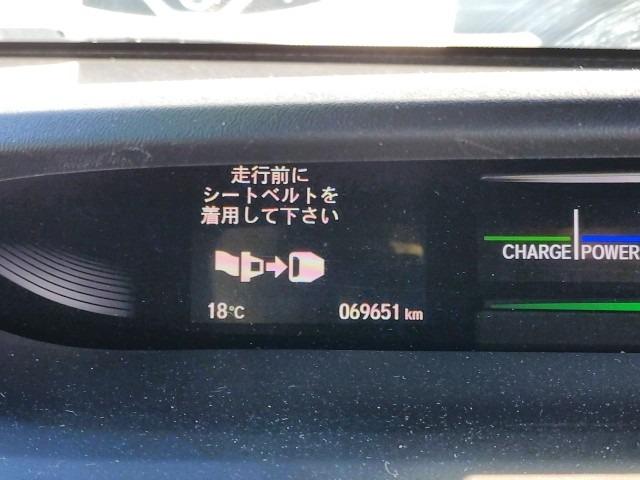 走行前に
シートベルトを
着用して下さい
CHARGE POWER
18℃ 069651 km